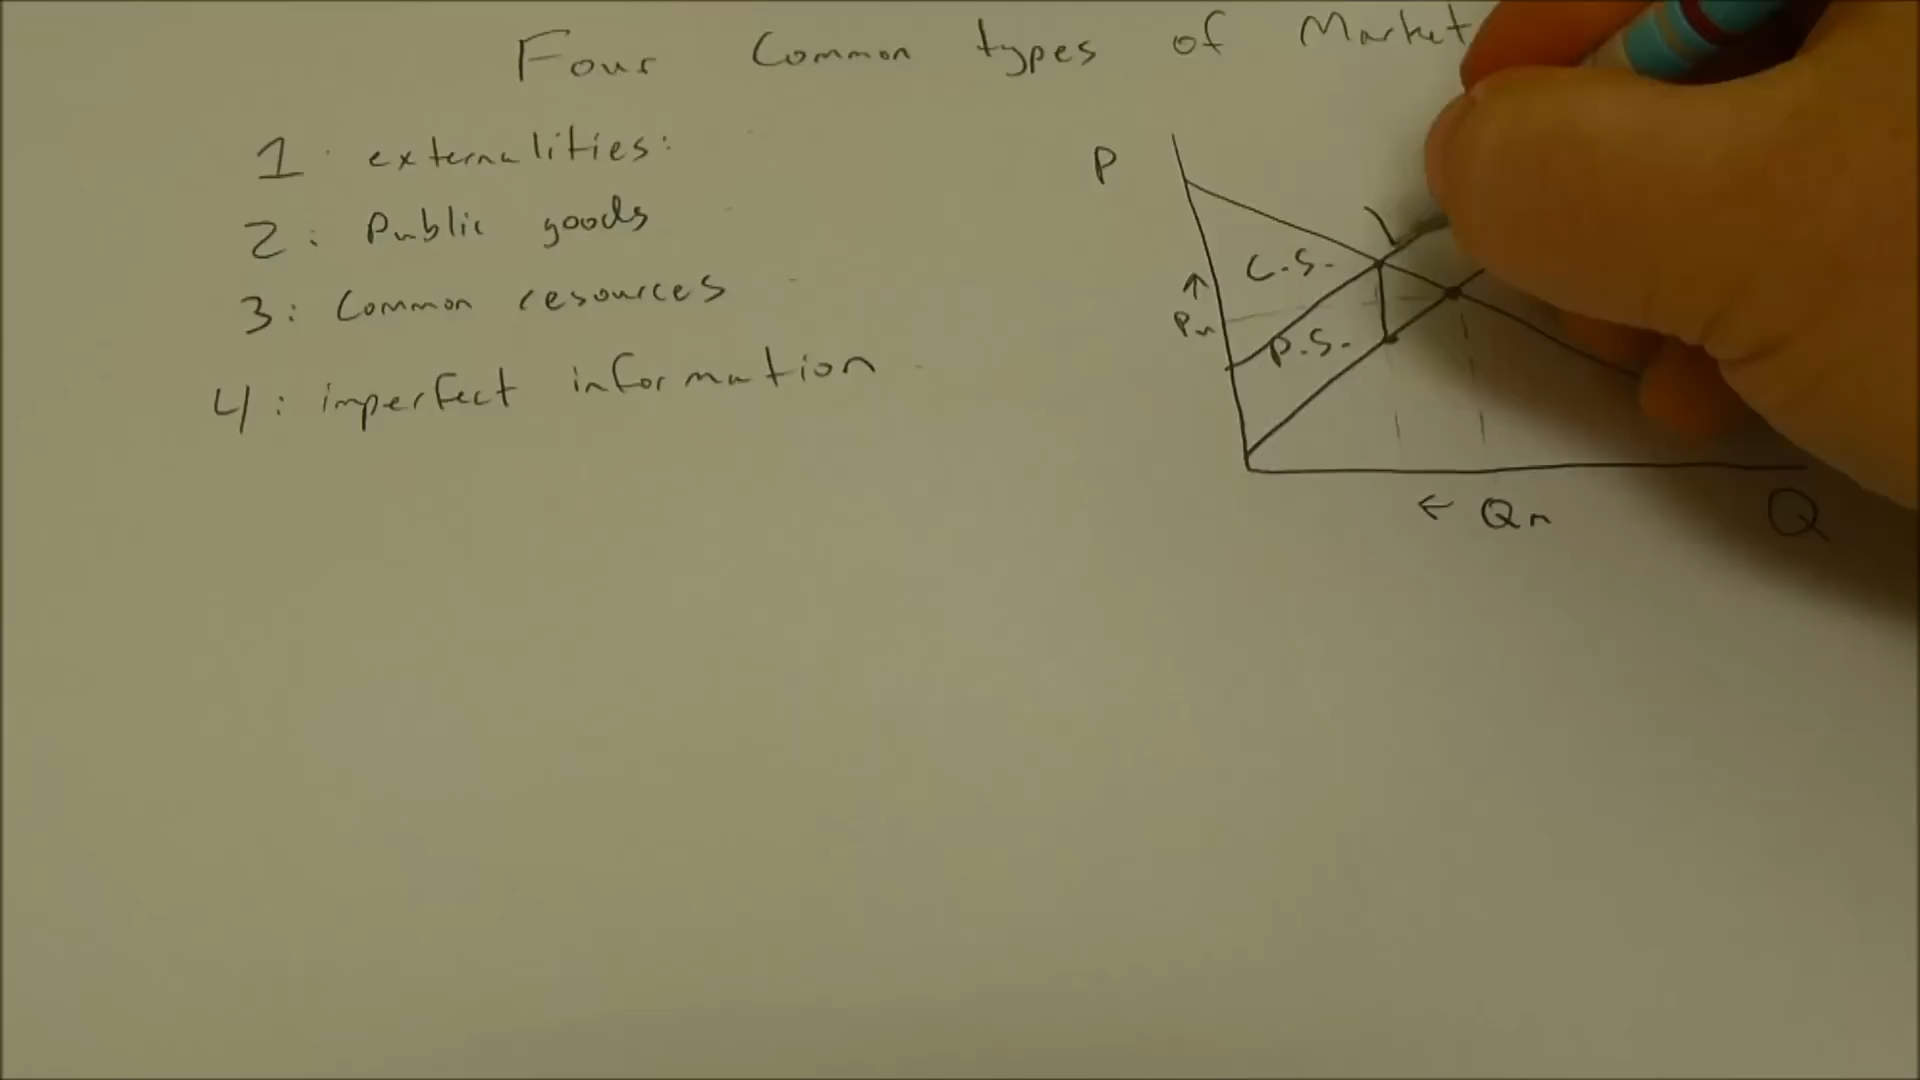 Four Common types of Market
1. externalities:
2: Public goods
3: Common resources
4: imperfect information
P
C.S.
Pm
P.S.
← Qm
Q